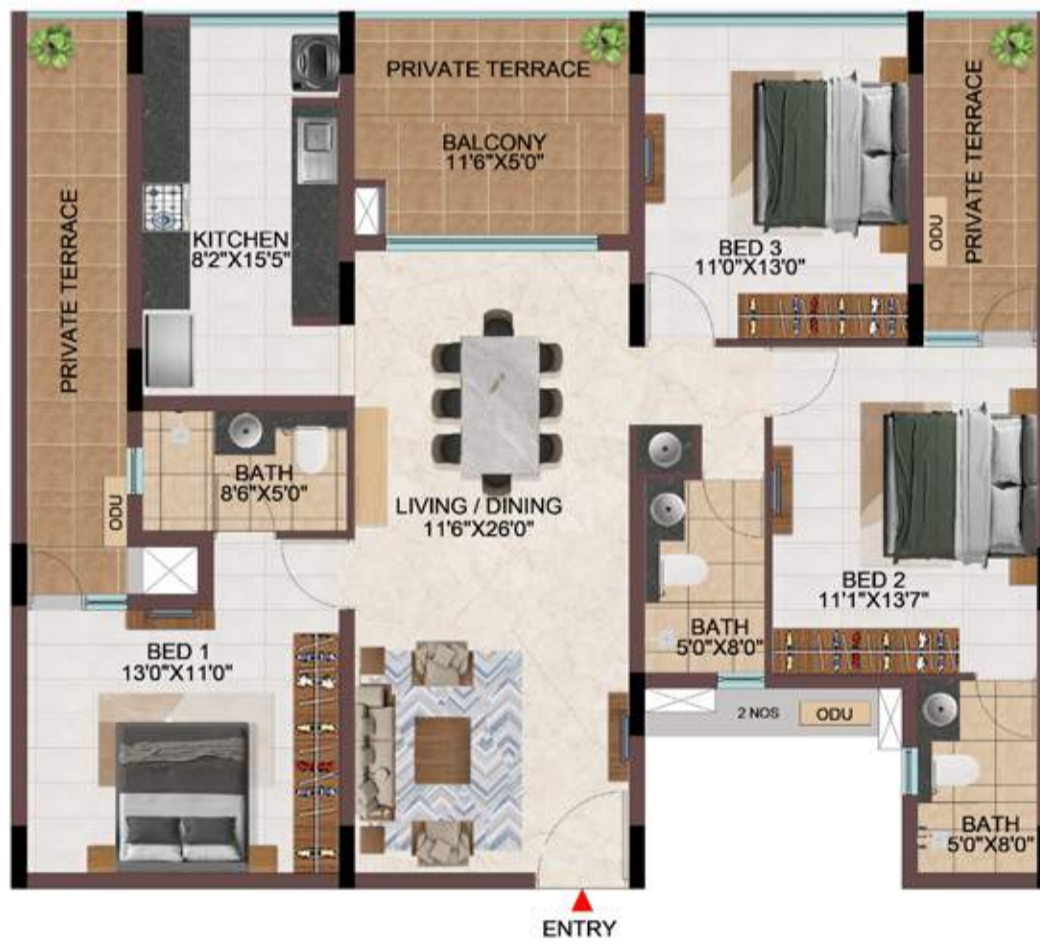 PRIVATE TERRACE
BALCONY
11'6"X5'0"
KITCHEN
8'2"X15'5"
PRIVATE TERRACE
BED 3
11'0"X13'0"
ODU
PRIVATE TERRACE
BATH
8'6"X5'0"
ODU
LIVING / DINING
11'6"X26'0"
BED 2
11'1"X13'7"
BED 1
13'0"X11'0"
BATH
5'0"X8'0"
2 NOS
ODU
BATH
5'0"X8'0"
ENTRY